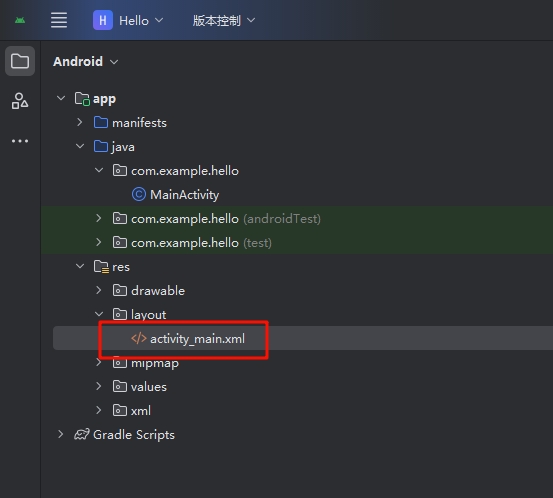 H Hello 版本控制
Android
app
manifests
java
com.example.hello
C MainActivity
com.example.hello (androidTest)
com.example.hello (test)
res
drawable
layout
</> activity_main.xml
mipmap
values
xml
Gradle Scripts